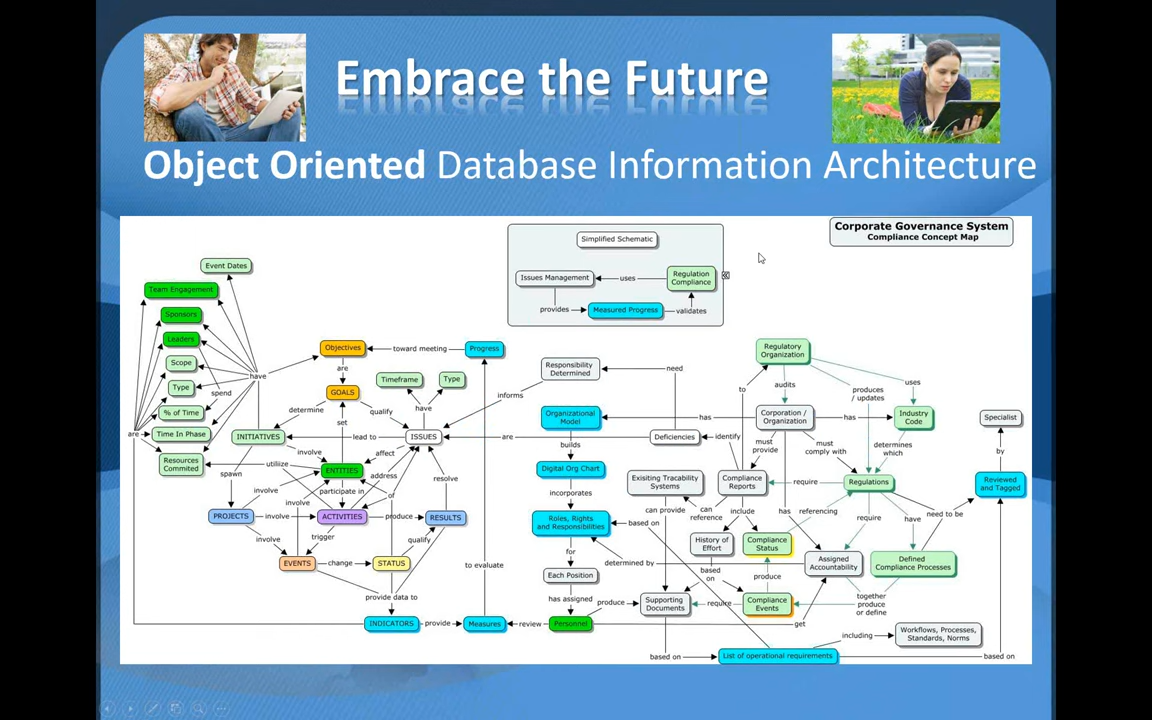 Embrace the Future
Object Oriented Database Information Architecture
Corporate Governance System
Compliance Concept Map
Simplified Schematic
Issues Management
uses
Regulation
Compliance
provides
Measured Progress
validates
Event Dates
Team Engagement
Sponsors
Leaders
Scope
Type
% of Time
Time In Phase
Resources
Commited
are
have
spend
Objectives
toward meeting
Progress
are
GOALS
Timeframe
Type
have
determine
qualify
set
INITIATIVES
lead to
ISSUES
are
informs
involve
affect
utiliize
ENTITIES
address
resolve
spawn
involve
participate in
of
involve
PROJECTS
involve
ACTIVITIES
produce
RESULTS
involve
trigger
qualify
EVENTS
change
STATUS
provide data to
INDICATORS
provide
Measures
review
Personnel
to evaluate
Responsibility
Determined
need
Organizational
Model
has
builds
Deficiencies
identify
Digital Org Chart
incorporates
Roles, Rights
and Responsibilities
based on
for
determined by
Each Position
has assigned
produce
Supporting
Documents
require
Compliance
Events
get
based on
List of operational requirements
including
Workflows, Processes,
Standards, Norms
based on
Regulatory
Organization
to
audits
produces
/ updates
uses
Corporation /
Organization
has
Industry
Code
must
provide
must
comply with
determines
which
Exisiting Tracability
Systems
Compliance
Reports
require
Regulations
can provide
can
reference
include
has
referencing
require
have
need to be
History of
Effort
Compliance
Status
based
on
produce
Assigned
Accountability
Defined
Compliance Processes
together
produce
or define
Specialist
by
Reviewed
and Tagged